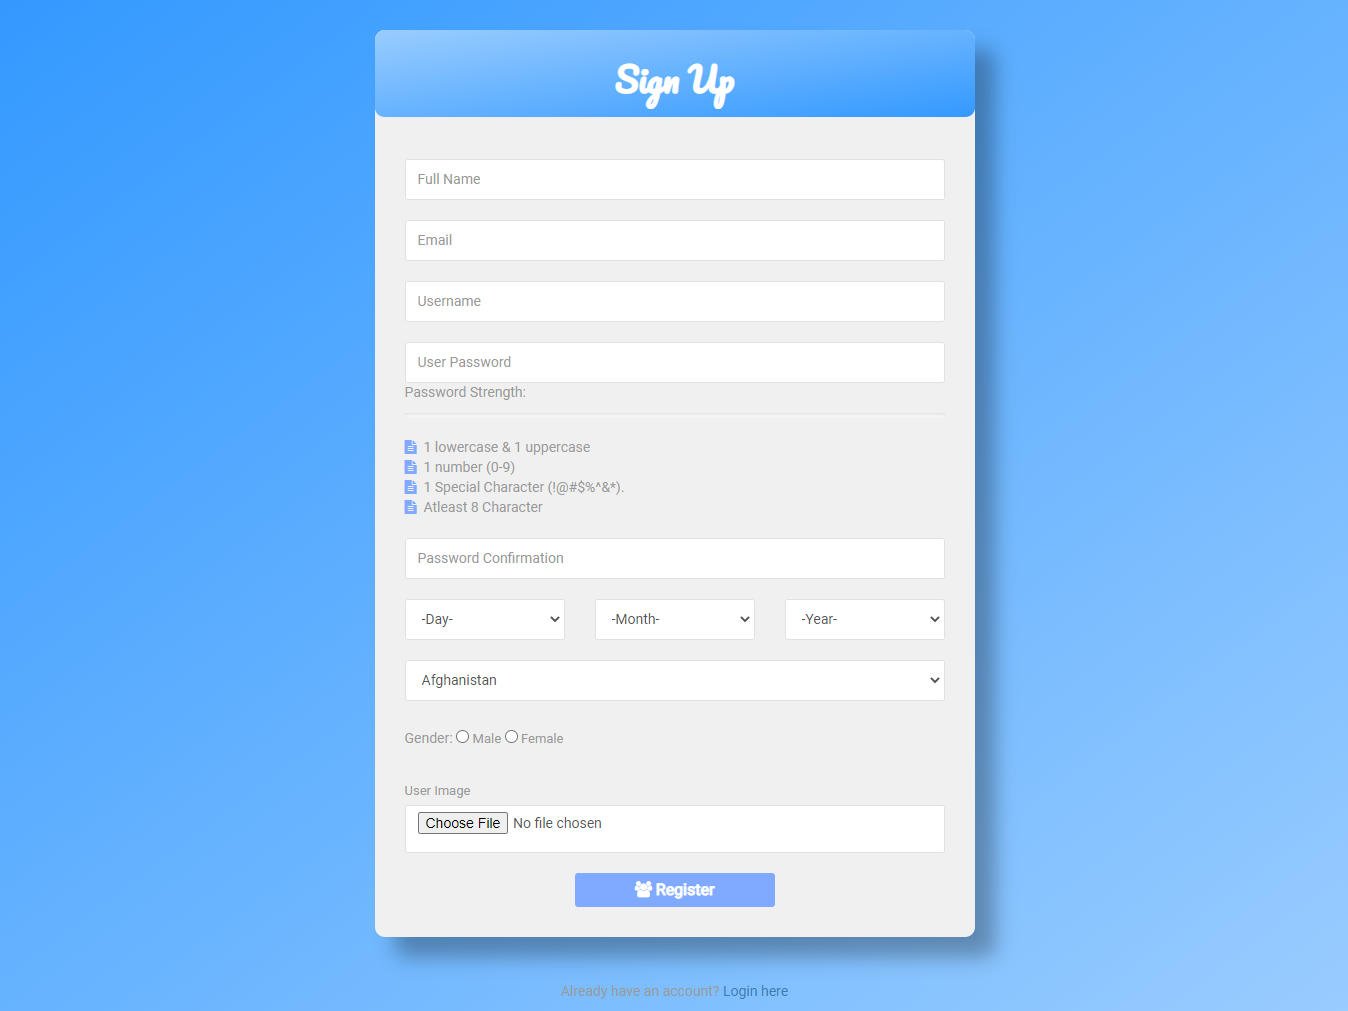 Sign Up
Full Name
Email
Username
User Password
Password Strength:
1 lowercase & 1 uppercase
1 number (0-9)
1 Special Character (!@#$%^&*).
Atleast 8 Character
Password Confirmation
-Day- -Month- -Year-
Afghanistan
Gender: Male Female
User Image
Choose File No file chosen
Register
Already have an account? Login here